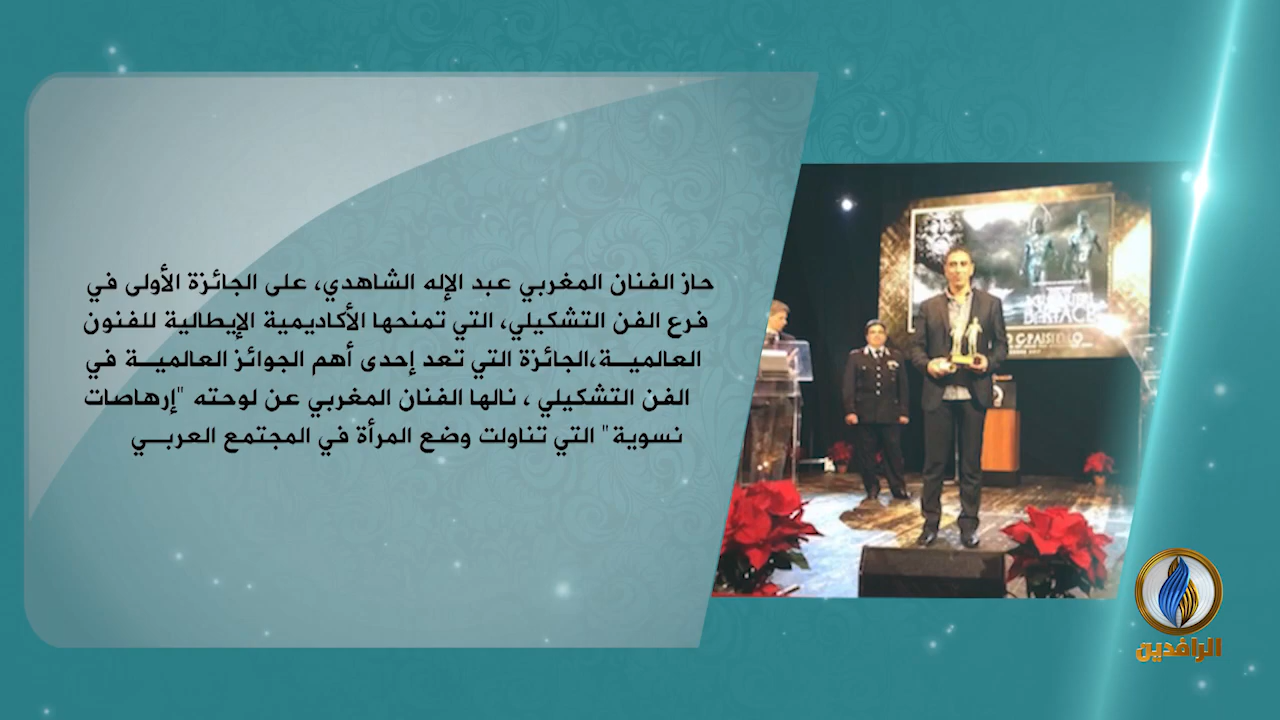 حاز الفنان المغربي عبد الإله الشاهدي، على الجائزة الأولى في
فرع الفن التشكيلي، التي تمنحها الأكاديمية الإيطالية للفنون
العالميــة،الجائزة التي تعد إحدى أهم الجوائز العالميــة في
الفن التشكيلي ، نالها الفنان المغربي عن لوحته "إرهاصات
نسوية" التي تناولت وضع المرأة في المجتمع العربــي
الرافدين